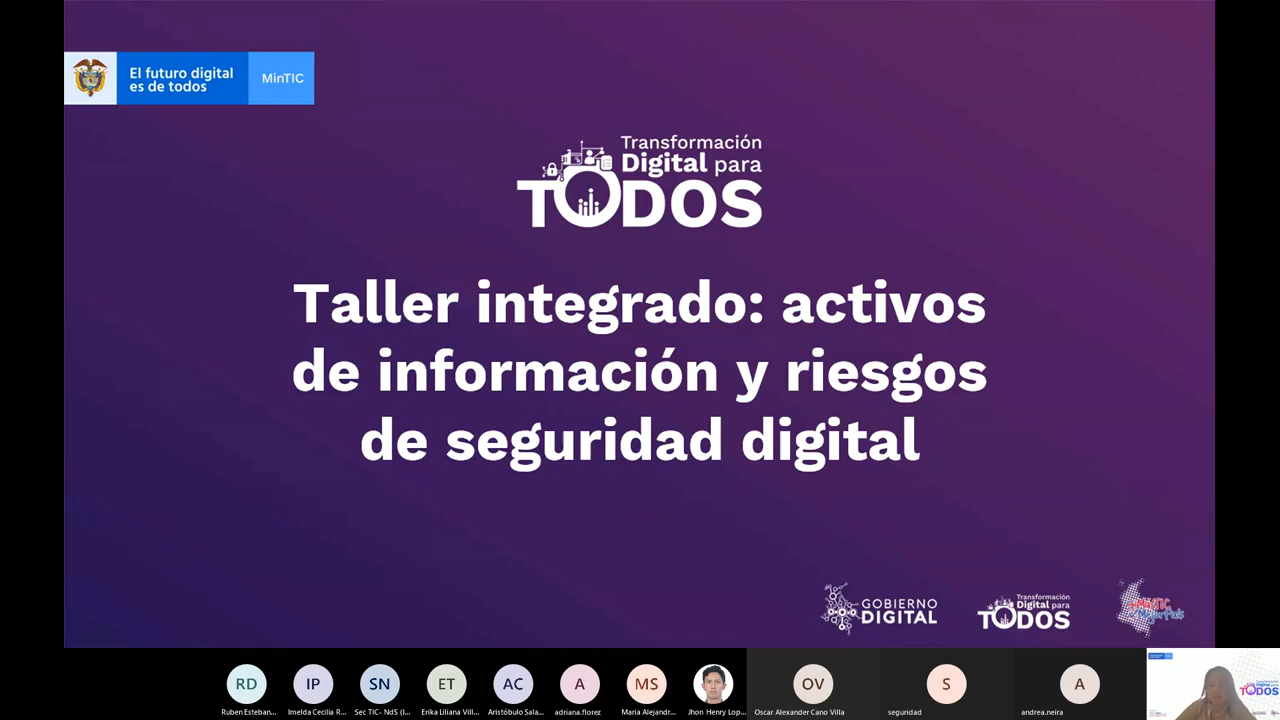 El futuro digital
es de todos
MinTIC
Transformación
Digital para
TODOS
Taller integrado: activos
de información y riesgos
de seguridad digital
GOBIERNO
DIGITAL
Transformación
Digital para
TODOS
RD
IP
SN
ET
AC
A
MS
OV
S
A
Ruben Esteban...
Imelda Cecilia R...
Sec TIC- NdS (I...
Erika Liliana Vill...
Aristóbulo Sala...
adriana.florez
Maria Alejandr...
Jhon Henry Lop...
Oscar Alexander Cano Villa
seguridad
andrea.neira
TODOS